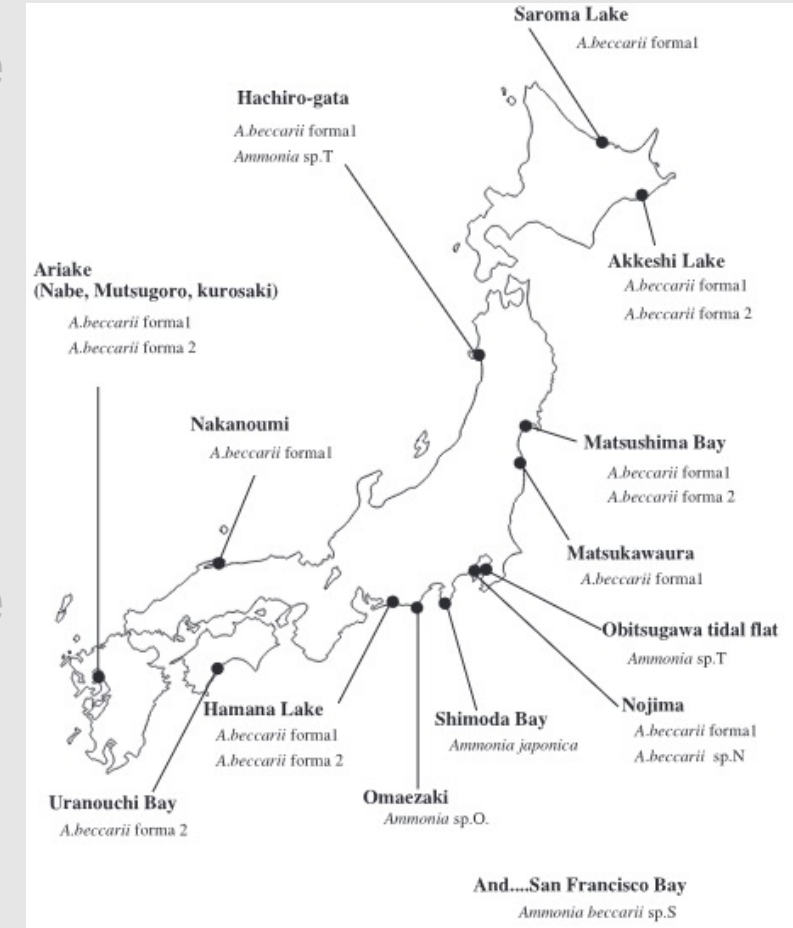 Saroma Lake
A.beccarii forma1
Hachiro-gata
A.beccarii forma1
Ammonia sp.T
Akkeshi Lake
A.beccarii forma1
A.beccarii forma 2
Ariake
(Nabe, Mutsugoro, kurosaki)
A.beccarii forma1
A.beccarii forma 2
Nakanoumi
A.beccarii forma1
Matsushima Bay
A.beccarii forma1
A.beccarii forma 2
Matsukawaura
A.beccarii forma1
Obitsugawa tidal flat
Ammonia sp.T
Nojima
A.beccarii forma1
A.beccarii sp.N
Hamana Lake
A.beccarii forma1
A.beccarii forma 2
Shimoda Bay
Ammonia japonica
Omaezaki
Ammonia sp.O.
Uranouchi Bay
A.beccarii forma 2
And....San Francisco Bay
Ammonia beccarii sp.S